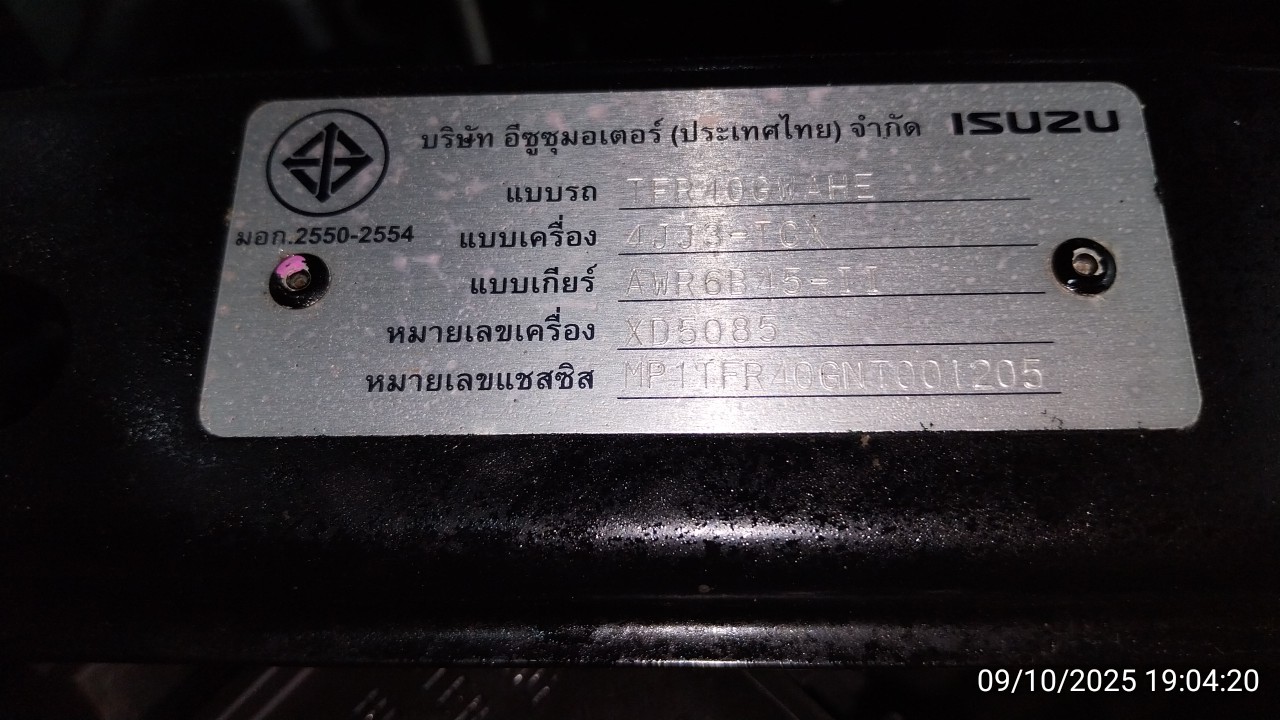 บริษัท อีซูซุมอเตอร์ (ประเทศไทย) จำกัด ISUZU
มอก.2550-2554
แบบรถ
แบบเครื่อง 4JJ3-TCX
แบบเกียร์ AWR6B45-II
หมายเลขเครื่อง XD5085
หมายเลขแชสซิส MP1TFR40GNT001205
09/10/2025 19:04:20